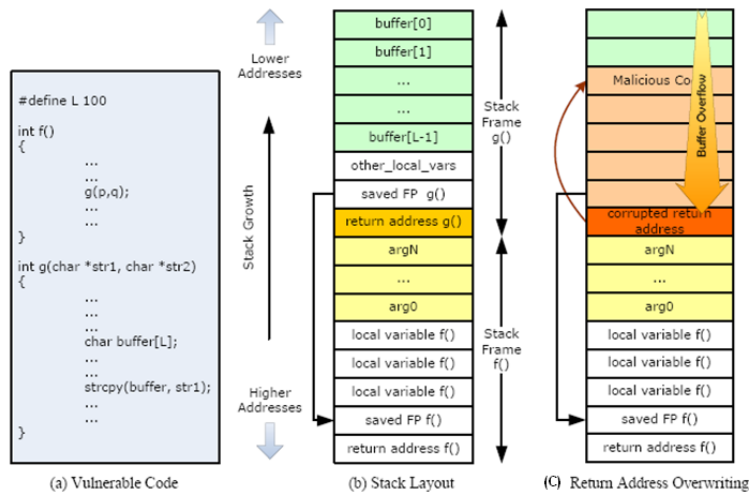 #define L 100
int f()
{
...
...
g(p,q);
...
...
}
int g(char *str1, char *str2)
{
...
...
...
char buffer[L];
...
...
strcpy(buffer, str1);
...
...
}
(a) Vulnerable Code
Lower
Addresses
Stack Growth
Higher
Addresses
buffer[0]
buffer[1]
...
...
buffer[L-1]
other_local_vars
saved FP g()
return address g()
argN
...
arg0
local variable f()
local variable f()
local variable f()
saved FP f()
return address f()
Stack
Frame
g()
Stack
Frame
f()
(b) Stack Layout
Malicious
Buffer Overflow
corrupted return
address
argN
...
arg0
local variable f()
local variable f()
local variable f()
saved FP f()
return address f()
(C) Return Address Overwriting